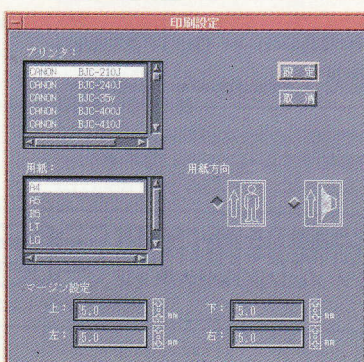 印刷設定
プリンタ：
CANON BJC-210J
CANON BJC-240J
CANON BJC-35v
CANON BJC-400J
CANON BJC-410J
設 定
取 消
用紙：
A4
A5
B5
LT
LG
用紙方向
マージン設定
上： 5.0 mm
下： 5.0 mm
左： 5.0 mm
右： 5.0 mm